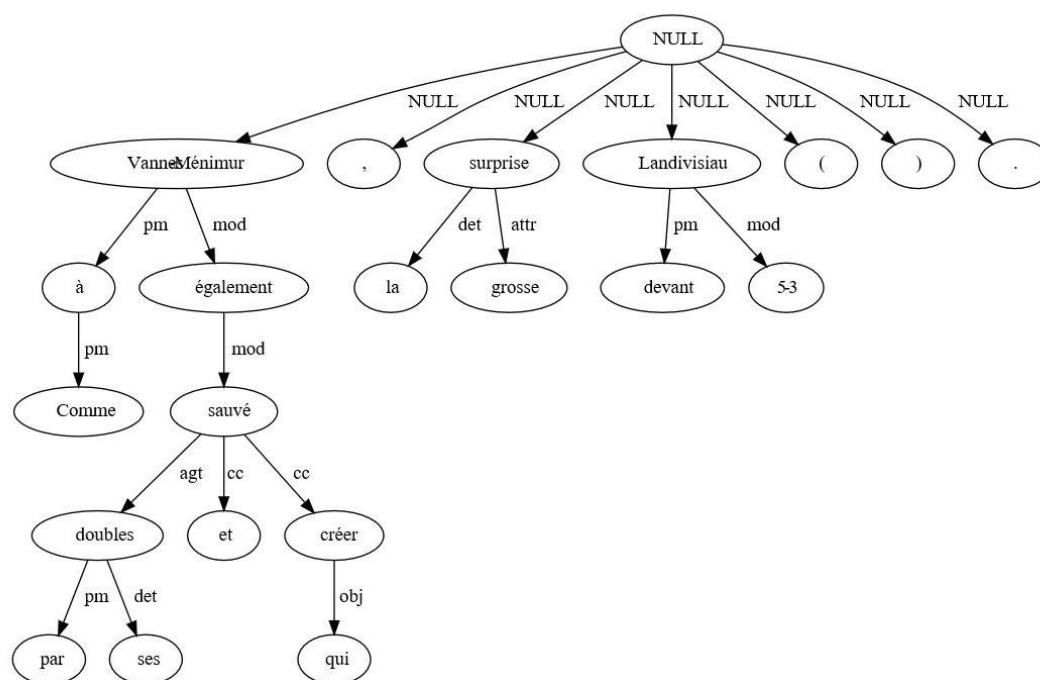 NULL
NULL NULL NULL NULL NULL NULL NULL
Vannes-Ménimur , surprise Landivisiau ( ) .
pm mod det attr pm mod
à également la grosse devant 5-3
pm mod
Comme sauvé
agt cc cc
doubles et créer
pm det obj
par ses qui